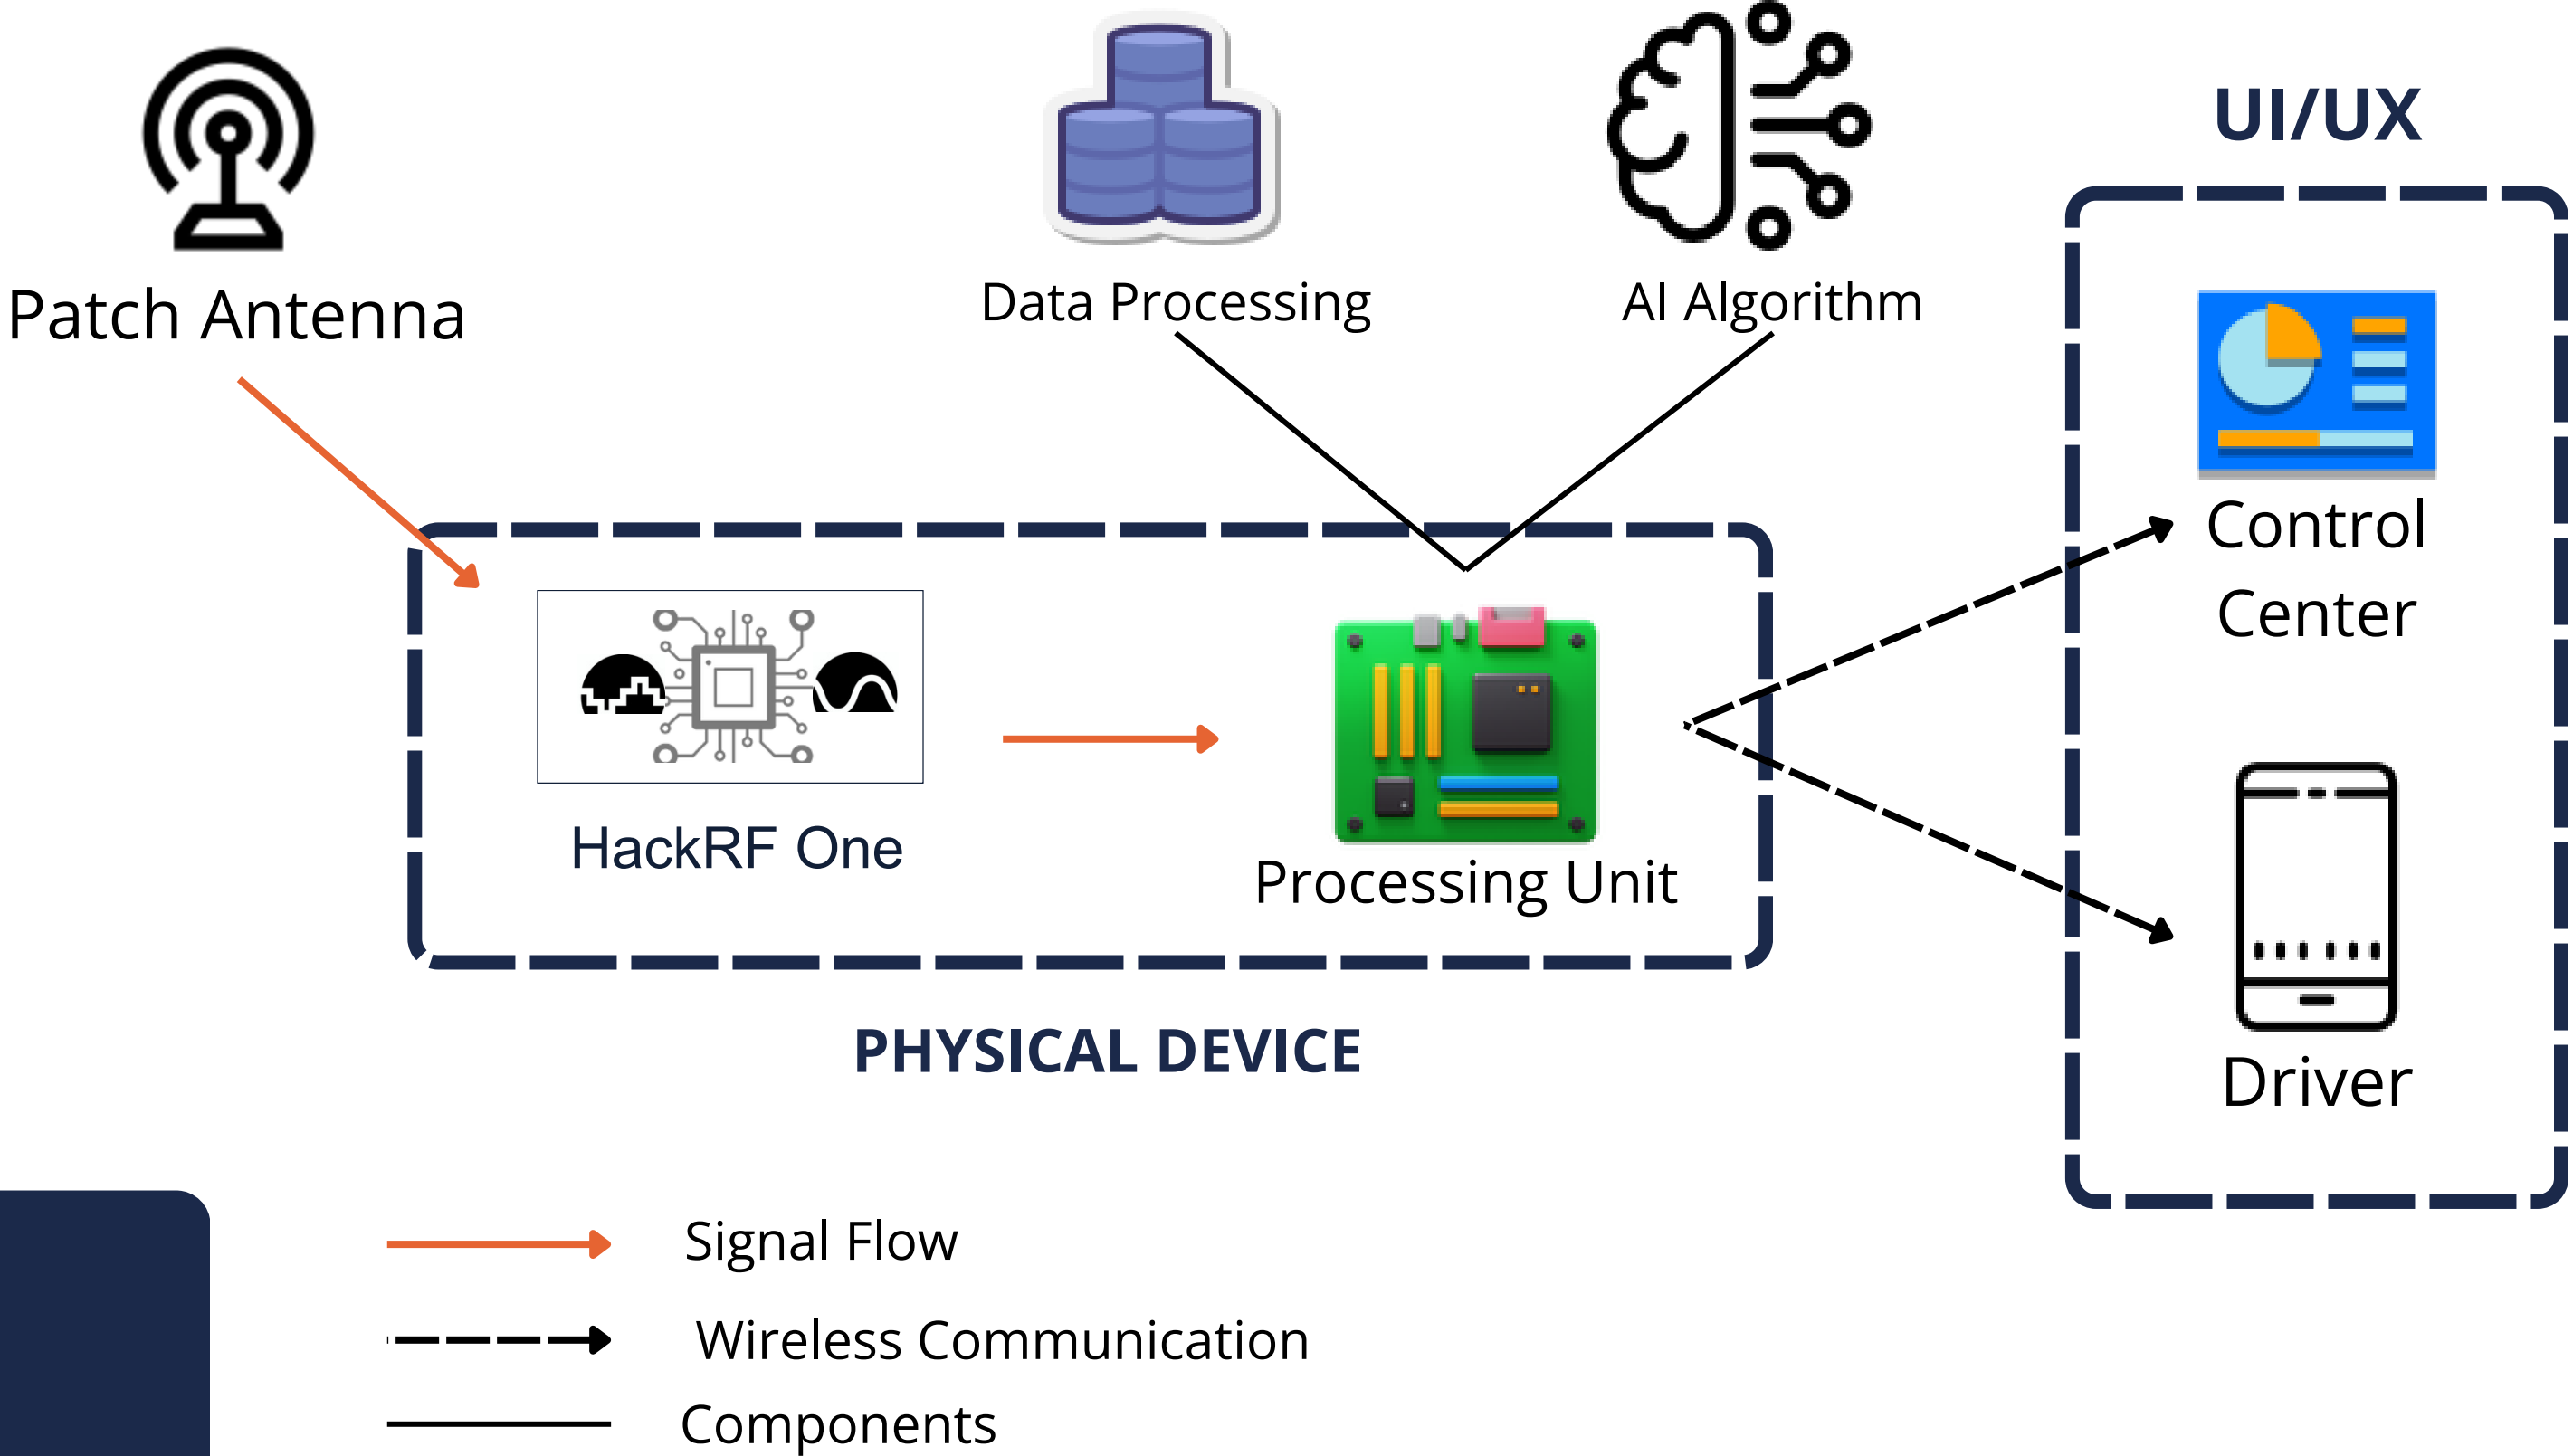 UI/UX
Patch Antenna
Data Processing
AI Algorithm
Control
Center
HackRF One
Processing Unit
Driver
PHYSICAL DEVICE
Signal Flow
Wireless Communication
Components